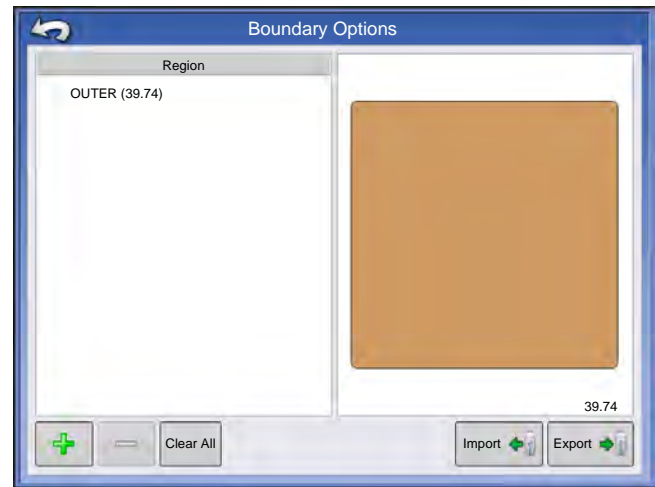 Boundary Options
Region
OUTER (39.74)
39.74
Clear All
Import
Export